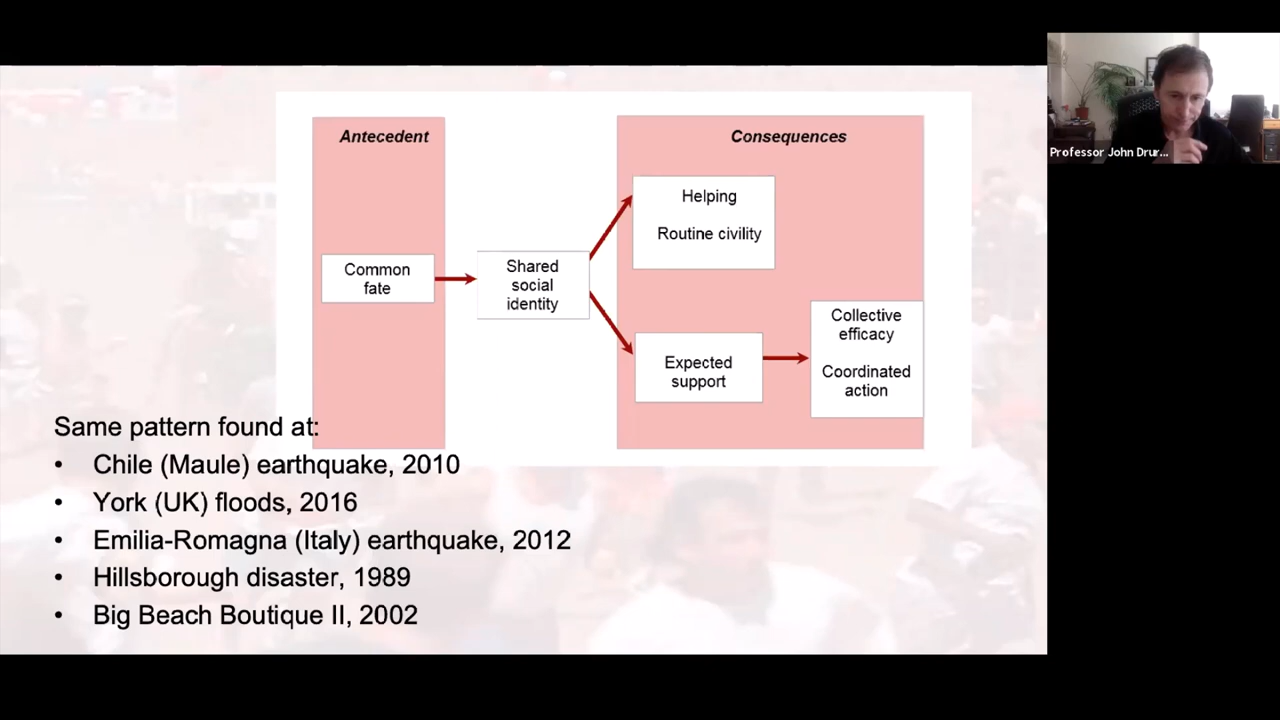 Antecedent
Consequences
Helping
Routine civility
Common
fate
Shared
social
identity
Expected
support
Collective
efficacy
Coordinated
action
Same pattern found at:
• Chile (Maule) earthquake, 2010
• York (UK) floods, 2016
• Emilia-Romagna (Italy) earthquake, 2012
• Hillsborough disaster, 1989
• Big Beach Boutique II, 2002
Professor John Drur...